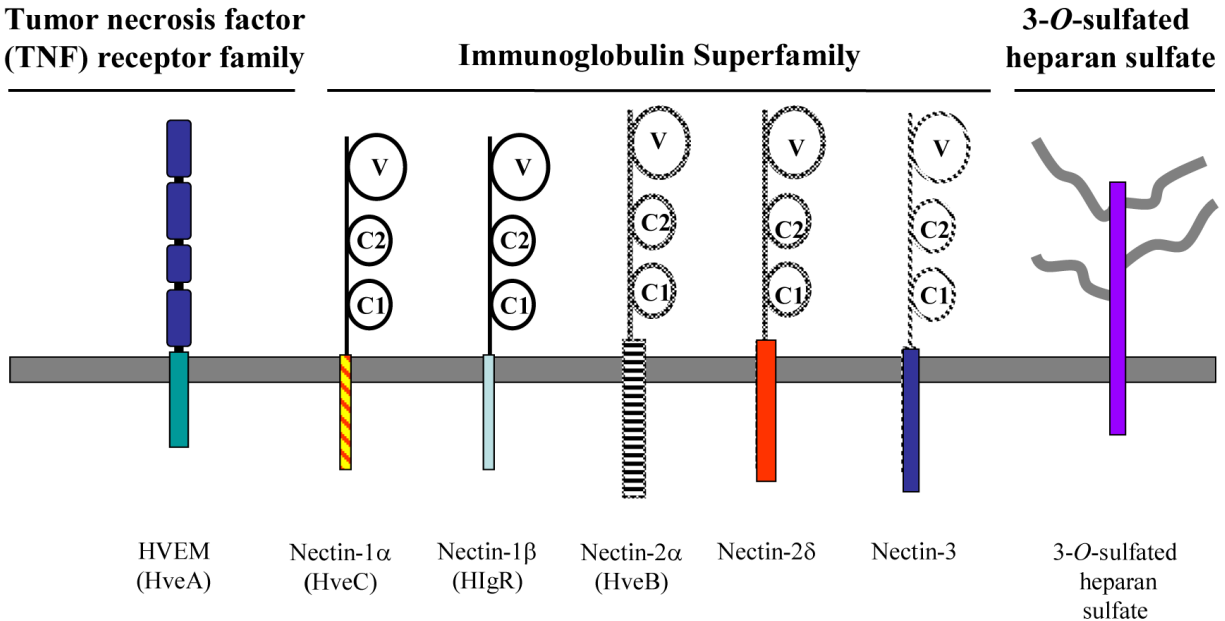 Tumor necrosis factor
(TNF) receptor family
Immunoglobulin Superfamily
3-O-sulfated
heparan sulfate
V
C2
C1
V
C2
C1
V
C2
C1
V
C2
C1
V
C2
C1
HVEM
(HveA)
Nectin-1α
(HveC)
Nectin-1β
(HIgR)
Nectin-2α
(HveB)
Nectin-2δ
Nectin-3
3-O-sulfated
heparan
sulfate